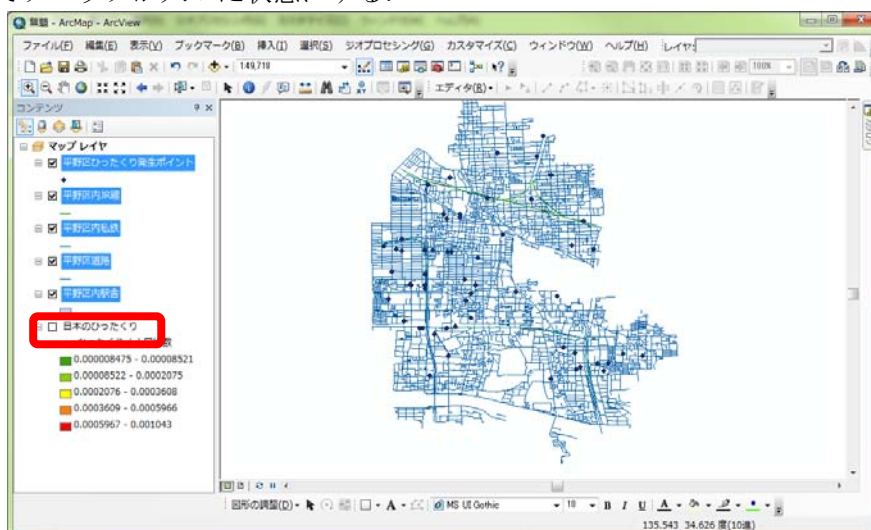 無題 - ArcMap - ArcView
ファイル(F) 編集(E) 表示(V) ブックマーク(B) 挿入(I) 選択(S) ジオプロセシング(G) カスタマイズ(C) ウィンドウ(W) ヘルプ(H) レイヤ:
1:49,718 100%
エディタ(R)
コンテンツ
マップ レイヤ
平野区ひったくり発生ポイント
平野区内JR線
平野区内私鉄
平野区道路
平野区内駅舎
日本のひったくり
0.000008475 - 0.00008521
0.00008522 - 0.0002075
0.0002076 - 0.0003608
0.0003609 - 0.0005966
0.0005967 - 0.001043
図形の調整(D) A MS UI Gothic 10 B I U A
135.543 34.626 度(10進)